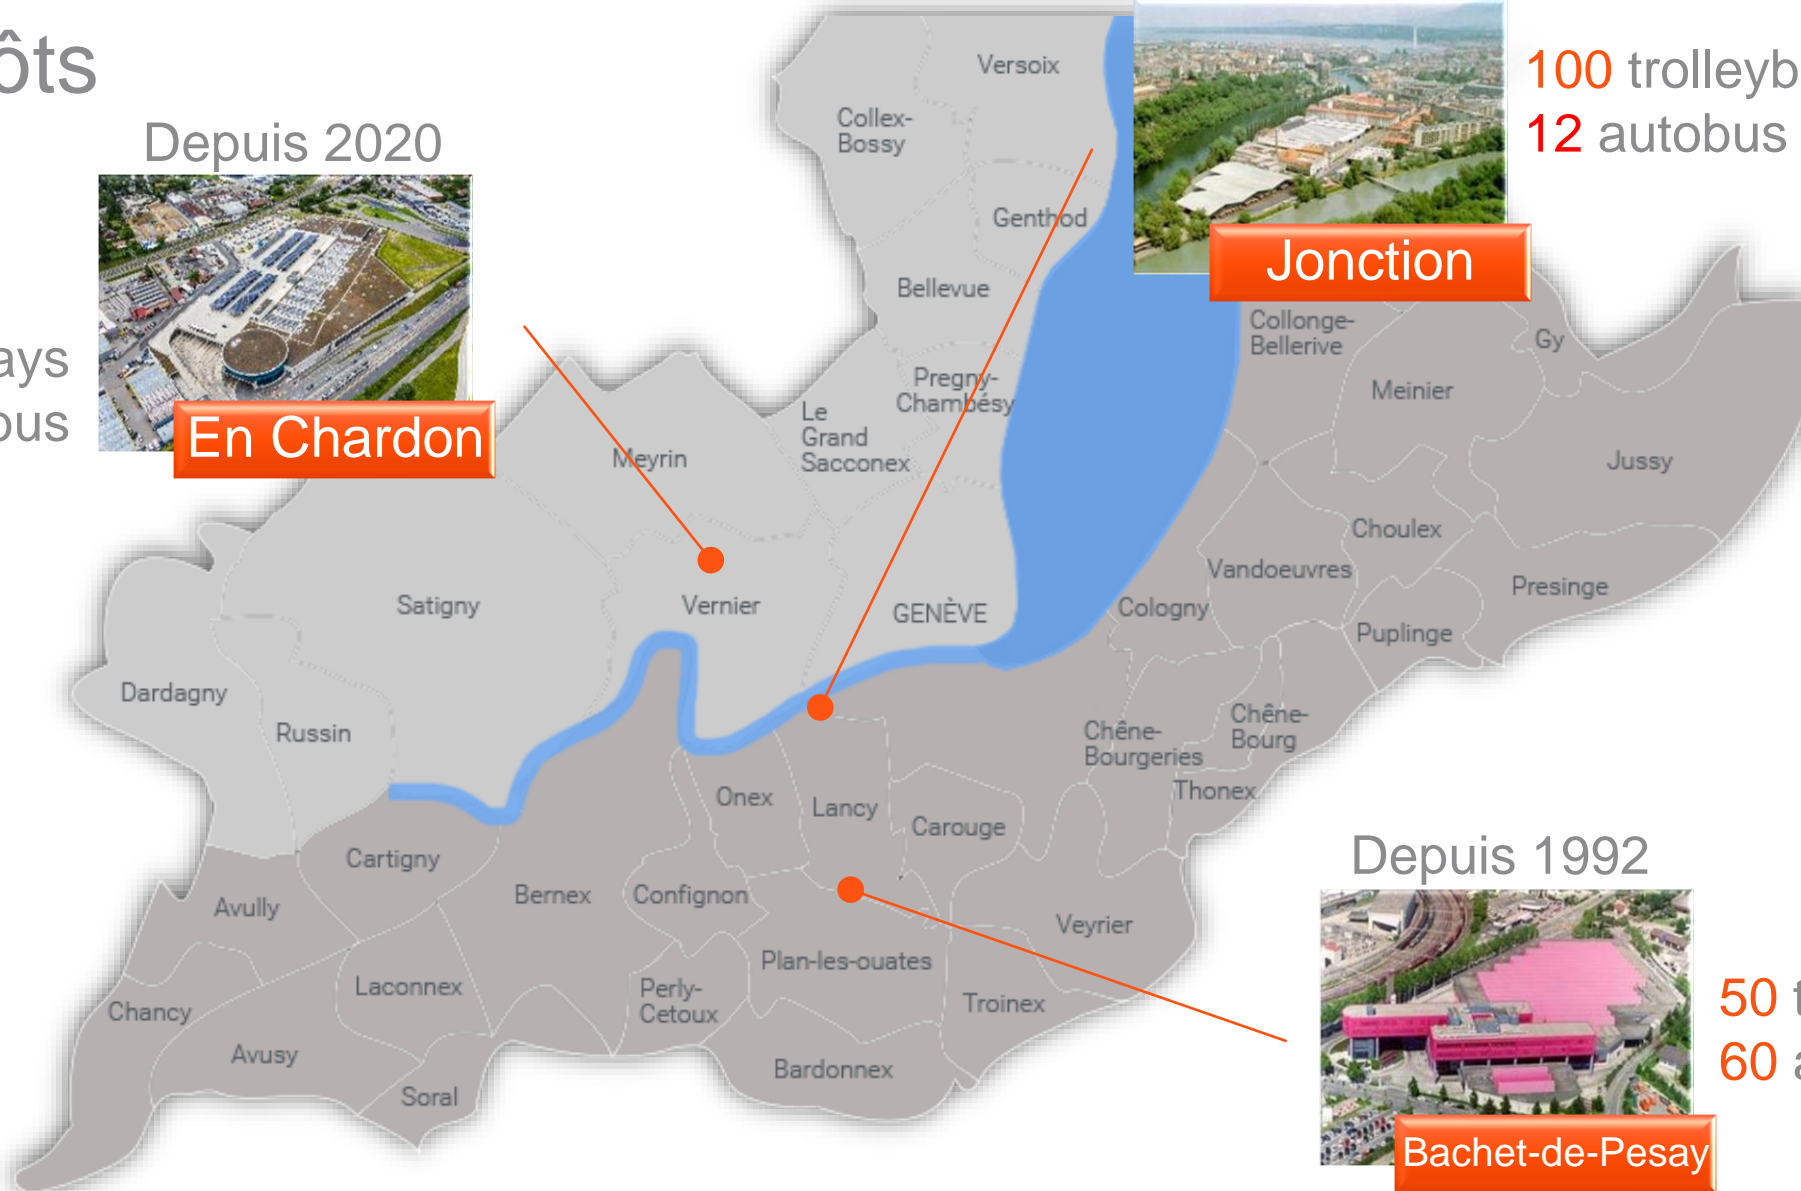 ôts
Depuis 2020
ays
ous
En Chardon
100 trolleyb
12 autobus
Jonction
Versoix
Collex-
Bossy
Genthod
Bellevue
Pregny-
Chambésy
Le
Grand
Sacconex
Meyrin
Collonge-
Bellerive
Gy
Meinier
Jussy
Choulex
Vandoeuvres
Presinge
Cologny
Puplinge
Satigny
Vernier
GENÈVE
Dardagny
Russin
Chêne-
Bourgeries
Chêne-
Bourg
Thonex
Onex
Lancy
Carouge
Cartigny
Bernex
Confignon
Avully
Veyrier
Plan-les-ouates
Laconnex
Perly-
Cetoux
Troinex
Chancy
Avusy
Bardonnex
Soral
Depuis 1992
50 t
60 a
Bachet-de-Pesay